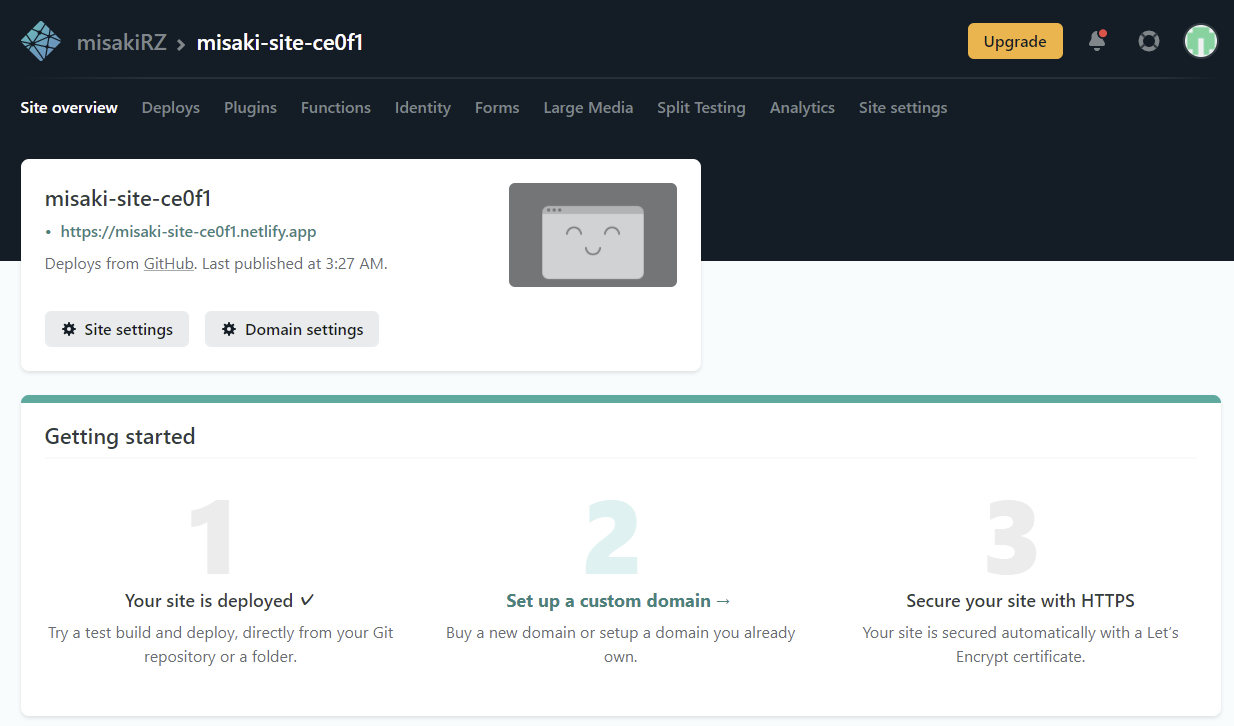 misakiRZ > misaki-site-ce0f1
Upgrade
Site overview Deploys Plugins Functions Identity Forms Large Media Split Testing Analytics Site settings
misaki-site-ce0f1
• https://misaki-site-ce0f1.netlify.app
Deploys from GitHub. Last published at 3:27 AM.
Site settings Domain settings
Getting started
1
Your site is deployed ✓
Try a test build and deploy, directly from your Git
repository or a folder.
2
Set up a custom domain →
Buy a new domain or setup a domain you already
own.
3
Secure your site with HTTPS
Your site is secured automatically with a Let’s
Encrypt certificate.